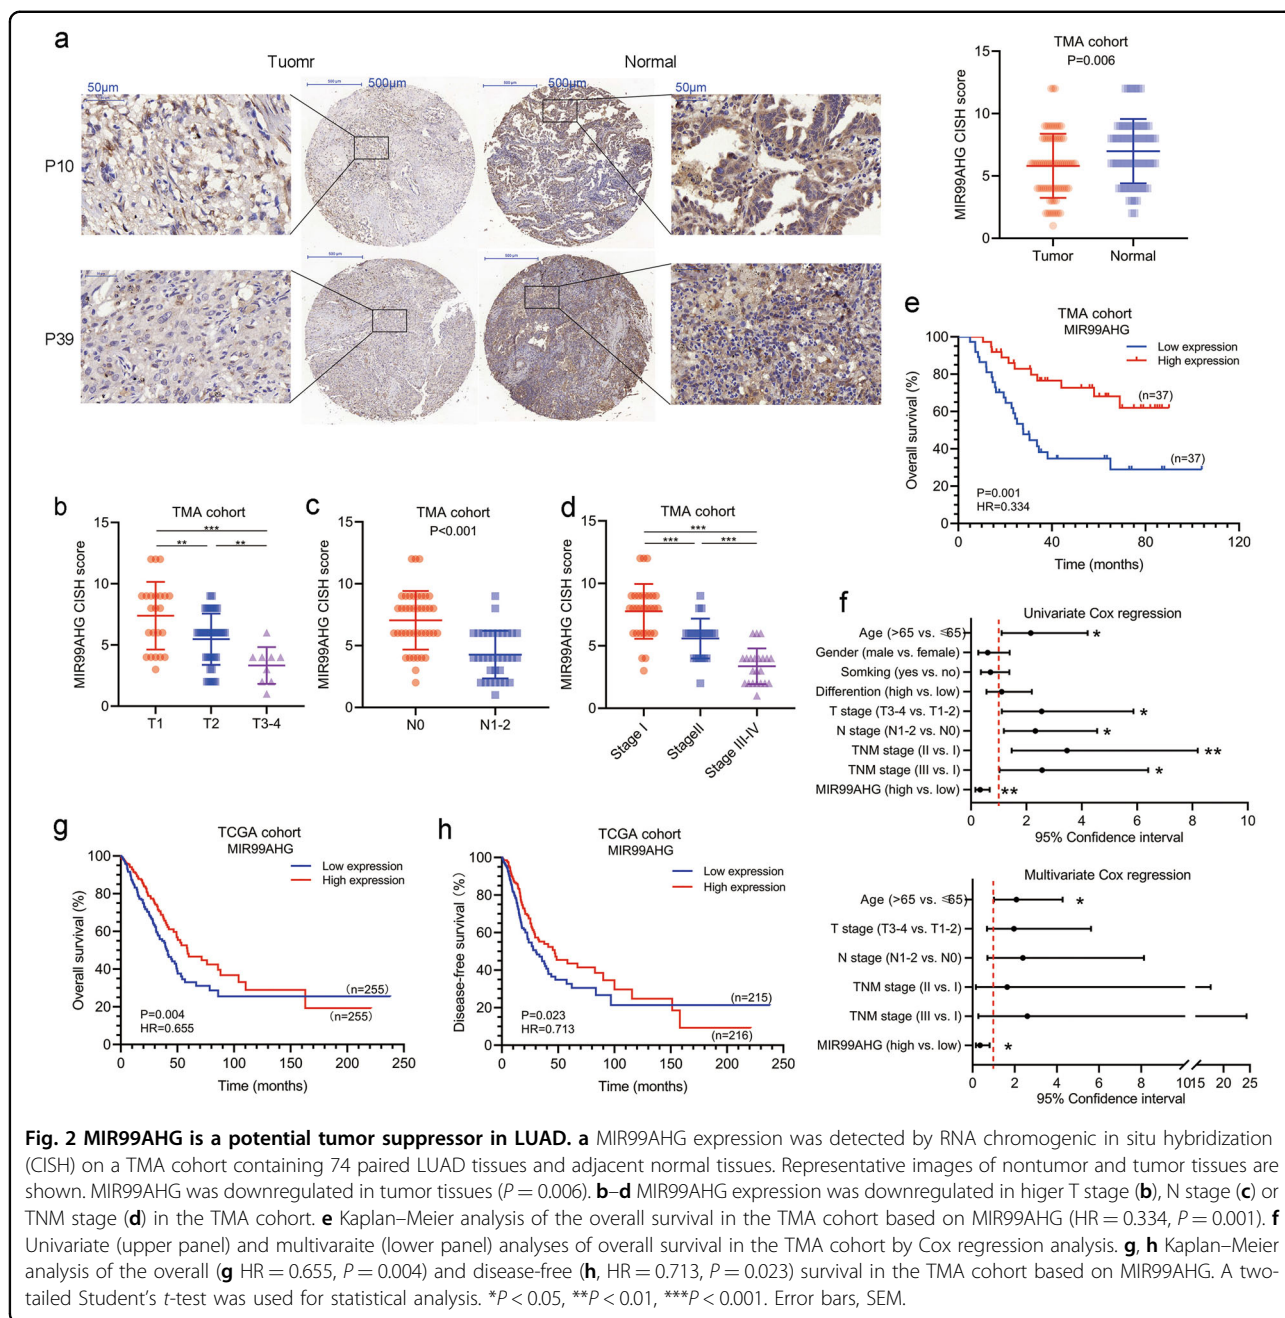 a
Tuomr
Normal
50µm
500µm
500µm
50µm
500 µm
500 µm
P10
500 µm
500 µm
P39
TMA cohort
P=0.006
MIR99AHG CISH score
15
10
5
0
Tumor
Normal
b
TMA cohort
***
**
**
MIR99AHG CISH score
15
10
5
0
T1
T2
T3-4
c
TMA cohort
P<0.001
MIR99AHG CISH score
15
10
5
0
N0
N1-2
d
TMA cohort
***
***
***
MIR99AHG CISH score
15
10
5
0
Stage I
StageII
Stage III-IV
e
TMA cohort
MIR99AHG
Low expression
High expression
(n=37)
(n=37)
P=0.001
HR=0.334
Overall survival (%)
100
80
60
40
20
0
0
40
80
120
Time (months)
f
Univariate Cox regression
Age (>65 vs. ≤65)
*
Gender (male vs. female)
Somking (yes vs. no)
Differention (high vs. low)
T stage (T3-4 vs. T1-2)
*
N stage (N1-2 vs. N0)
*
TNM stage (II vs. I)
**
TNM stage (III vs. I)
*
MIR99AHG (high vs. low)
**
0
2
4
6
8
10
95% Confidence interval
Multivariate Cox regression
Age (>65 vs. ≤65)
*
T stage (T3-4 vs. T1-2)
N stage (N1-2 vs. N0)
TNM stage (II vs. I)
TNM stage (III vs. I)
MIR99AHG (high vs. low)
*
0
2
4
6
8
10
15
20
25
95% Confidence interval
g
TCGA cohort
MIR99AHG
Low expression
High expression
(n=255)
(n=255)
P=0.004
HR=0.655
Overall survival (%)
100
80
60
40
20
0
0
50
100
150
200
250
Time (months)
h
TCGA cohort
MIR99AHG
Low expression
High expression
(n=215)
(n=216)
P=0.023
HR=0.713
Disease-free survival (%)
100
80
60
40
20
0
0
50
100
150
200
250
Time (months)
Fig. 2 MIR99AHG is a potential tumor suppressor in LUAD. a MIR99AHG expression was detected by RNA chromogenic in situ hybridization
(CISH) on a TMA cohort containing 74 paired LUAD tissues and adjacent normal tissues. Representative images of nontumor and tumor tissues are
shown. MIR99AHG was downregulated in tumor tissues (P = 0.006). b–d MIR99AHG expression was downregulated in higer T stage (b), N stage (c) or
TNM stage (d) in the TMA cohort. e Kaplan–Meier analysis of the overall survival in the TMA cohort based on MIR99AHG (HR = 0.334, P = 0.001). f
Univariate (upper panel) and multivaraite (lower panel) analyses of overall survival in the TMA cohort by Cox regression analysis. g, h Kaplan–Meier
analysis of the overall (g HR = 0.655, P = 0.004) and disease-free (h, HR = 0.713, P = 0.023) survival in the TMA cohort based on MIR99AHG. A two-
tailed Student's t-test was used for statistical analysis. *P < 0.05, **P < 0.01, ***P < 0.001. Error bars, SEM.